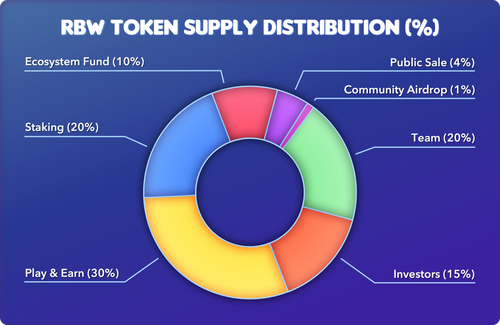 RBW TOKEN SUPPLY DISTRIBUTION (%)
Ecosystem Fund (10%)
Public Sale (4%)
Community Airdrop (1%)
Staking (20%)
Team (20%)
Play & Earn (30%)
Investors (15%)